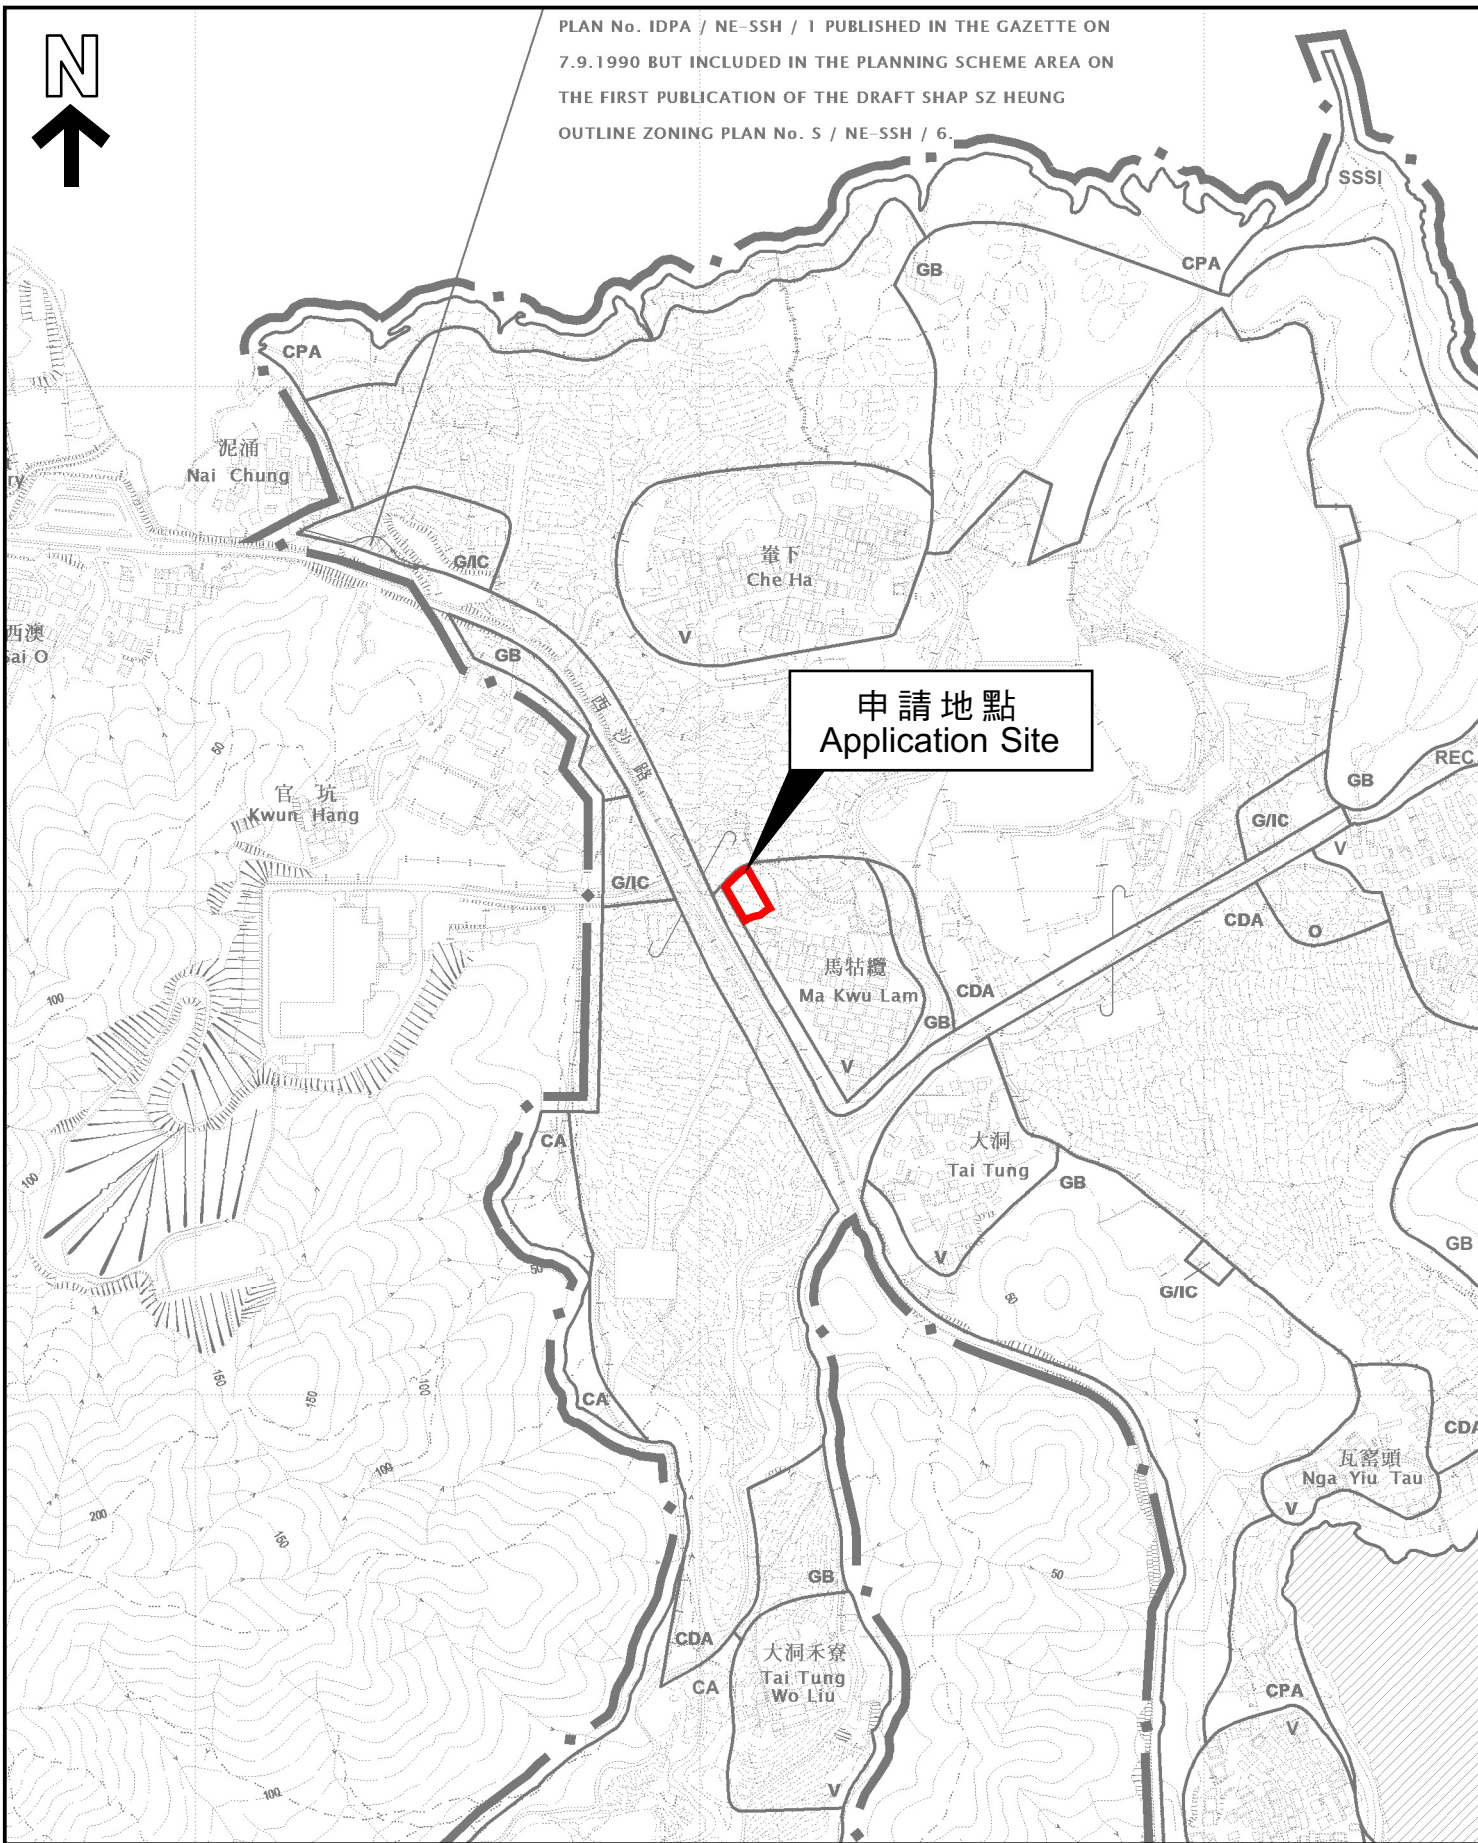 N
PLAN No. IDPA / NE-SSH / 1 PUBLISHED IN THE GAZETTE ON
7.9.1990 BUT INCLUDED IN THE PLANNING SCHEME AREA ON
THE FIRST PUBLICATION OF THE DRAFT SHAP SZ HEUNG
OUTLINE ZONING PLAN No. S / NE-SSH / 6.
SSSI
CPA
GB
CPA
泥涌
Nai Chung
ry
G/IC
輋下
Che Ha
V
西澳
Sai O
GB
西沙路
申請地點
Application Site
50
官坑
Kwun Hang
REC
GB
G/IC
V
G/IC
CDA
O
馬牯纜
Ma Kwu Lam
CDA
GB
100
V
CA
大洞
Tai Tung
GB
100
GB
V
G/IC
50
50
150
150
100
CA
CDA
瓦窰頭
Nga Yiu Tau
V
100
200
150
50
GB
CDA
大洞禾寮
Tai Tung
Wo Liu
CA
CPA
V
V
100